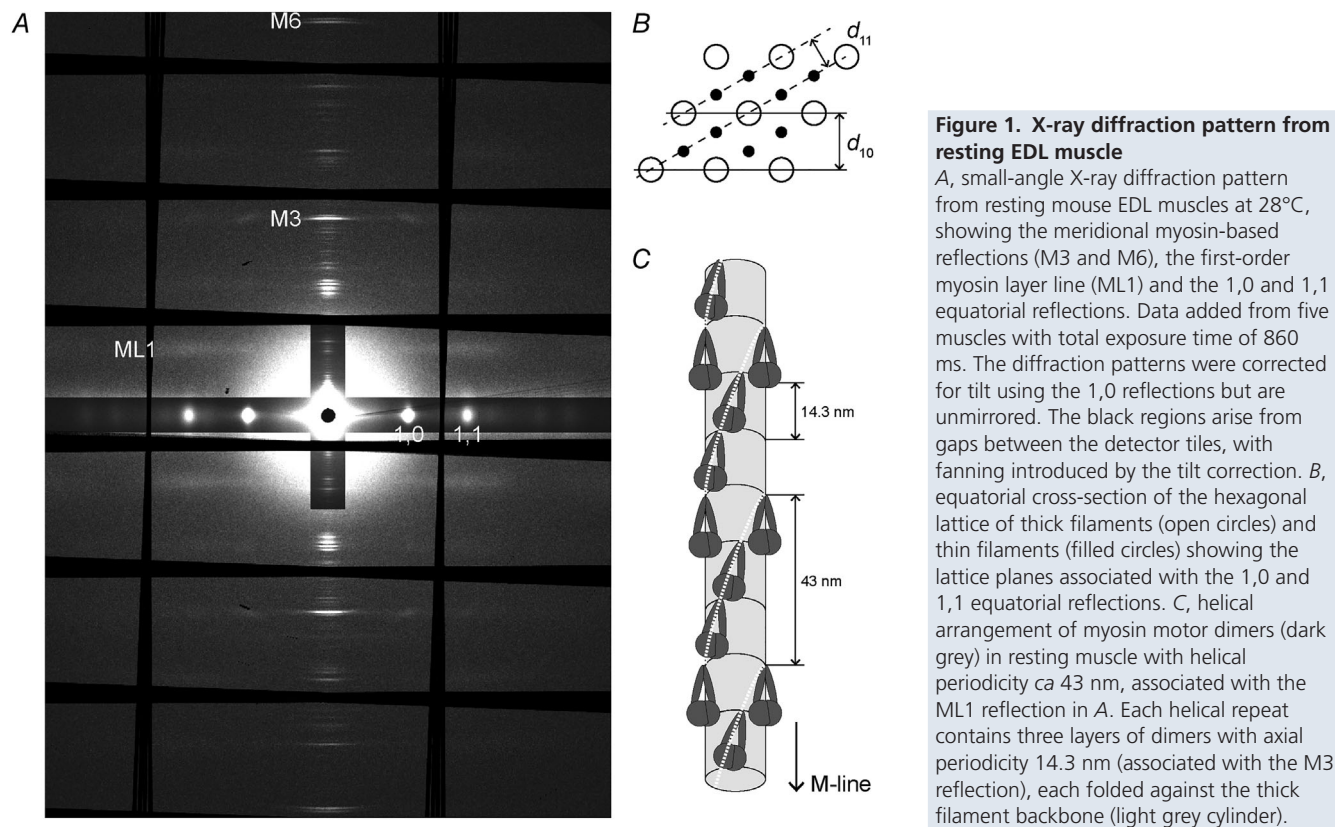 A
M6
M3
ML1
1,0
1,1
B
d11
d10
C
14.3 nm
43 nm
M-line
Figure 1. X-ray diffraction pattern from
resting EDL muscle
A, small-angle X-ray diffraction pattern
from resting mouse EDL muscles at 28°C,
showing the meridional myosin-based
reflections (M3 and M6), the first-order
myosin layer line (ML1) and the 1,0 and 1,1
equatorial reflections. Data added from five
muscles with total exposure time of 860
ms. The diffraction patterns were corrected
for tilt using the 1,0 reflections but are
unmirrored. The black regions arise from
gaps between the detector tiles, with
fanning introduced by the tilt correction. B,
equatorial cross-section of the hexagonal
lattice of thick filaments (open circles) and
thin filaments (filled circles) showing the
lattice planes associated with the 1,0 and
1,1 equatorial reflections. C, helical
arrangement of myosin motor dimers (dark
grey) in resting muscle with helical
periodicity ca 43 nm, associated with the
ML1 reflection in A. Each helical repeat
contains three layers of dimers with axial
periodicity 14.3 nm (associated with the M3
reflection), each folded against the thick
filament backbone (light grey cylinder).